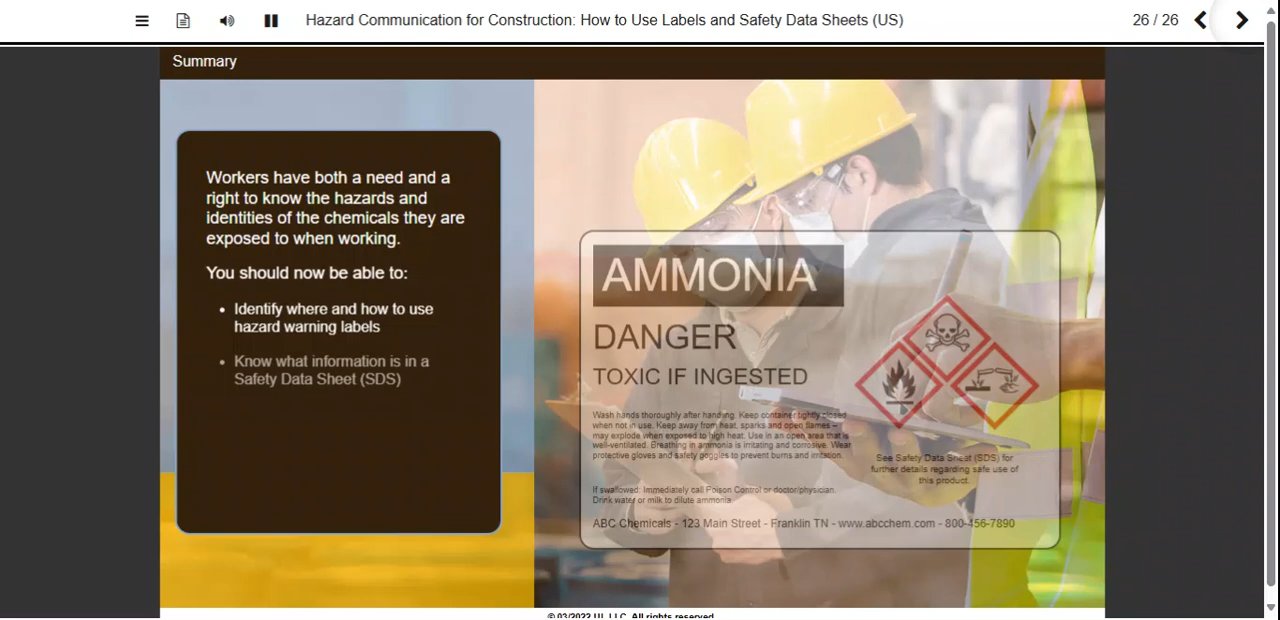 Hazard Communication for Construction: How to Use Labels and Safety Data Sheets (US)
26 / 26
Summary
Workers have both a need and a
right to know the hazards and
identities of the chemicals they are
exposed to when working.
You should now be able to:
• Identify where and how to use
hazard warning labels
• Know what information is in a
Safety Data Sheet (SDS)
AMMONIA
DANGER
TOXIC IF INGESTED
Wash hands thoroughly after handing. Keep container tightly closed
when not in use. Keep away from heat, sparks and open flames –
may explode when exposed to high heat. Use in an open area that is
well-ventilated. Breathing in ammonia is irritating and corrosive. Wear
protective gloves and safety goggles to prevent burns and irritation.
If swallowed: Immediately call Poison Control or doctor/physician.
Drink water or milk to dilute ammonia.
See Safety Data Sheet (SDS) for
further details regarding safe use of
this product.
ABC Chemicals - 123 Main Street - Franklin TN - www.abcchem.com - 800-456-7890
© 03/2022 UL LLC. All rights reserved.